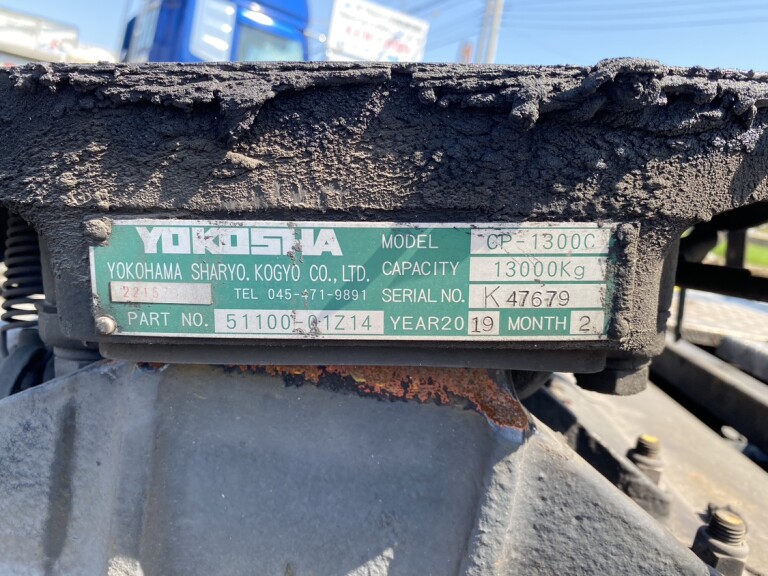 YOKOSHA
MODEL CP-1300C
YOKOHAMA SHARYO. KOGYO CO., LTD. CAPACITY 13000Kg
TEL 045-471-9891 SERIAL NO. K 47679
PART NO. 51100-01Z14 YEAR20 19 MONTH 2